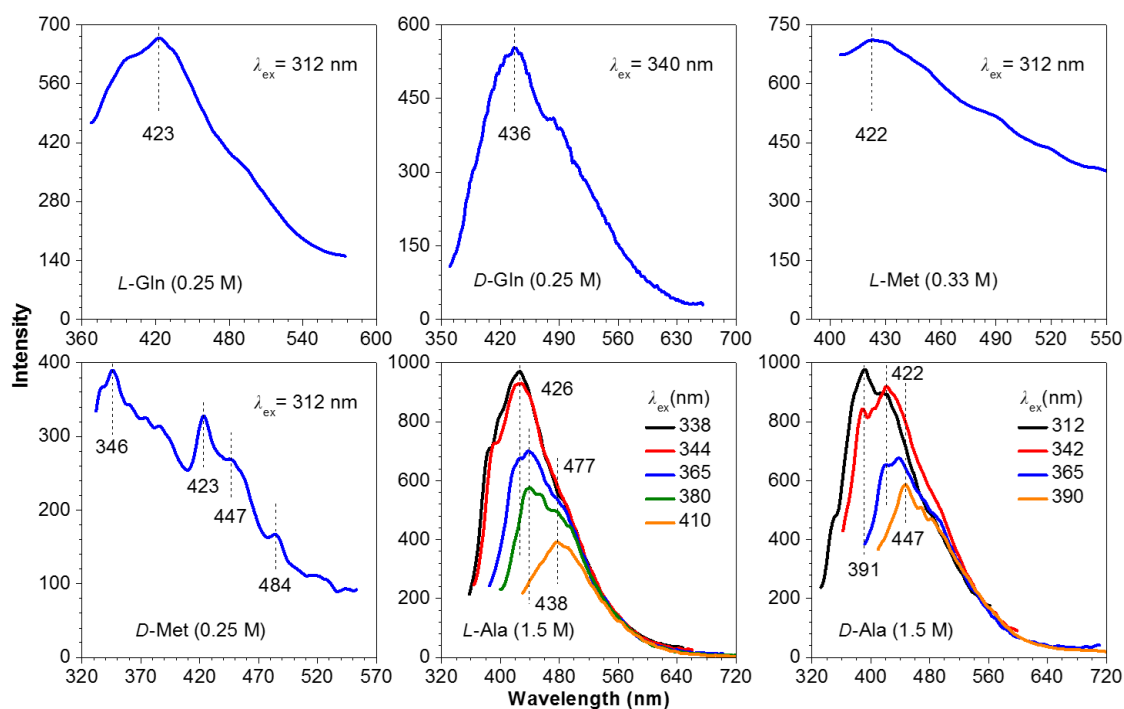 Intensity
700
560
420
280
140
0
λex= 312 nm
423
L-Gln (0.25 M)
360 420 480 540 600
600
450
300
150
0
λex= 340 nm
436
D-Gln (0.25 M)
350 420 490 560 630 700
750
600
450
300
150
0
λex= 312 nm
422
L-Met (0.33 M)
400 450 500 550
400
300
200
100
0
λex= 312 nm
346
423
447
484
D-Met (0.25 M)
320 370 420 470 520 570
1000
800
600
400
200
0
426
477
438
λex(nm)
338
344
365
380
410
L-Ala (1.5 M)
320 400 480 560 640 720
1000
800
600
400
200
0
422
447
391
λex(nm)
312
342
365
390
D-Ala (1.5 M)
320 400 480 560 640 720
Wavelength (nm)